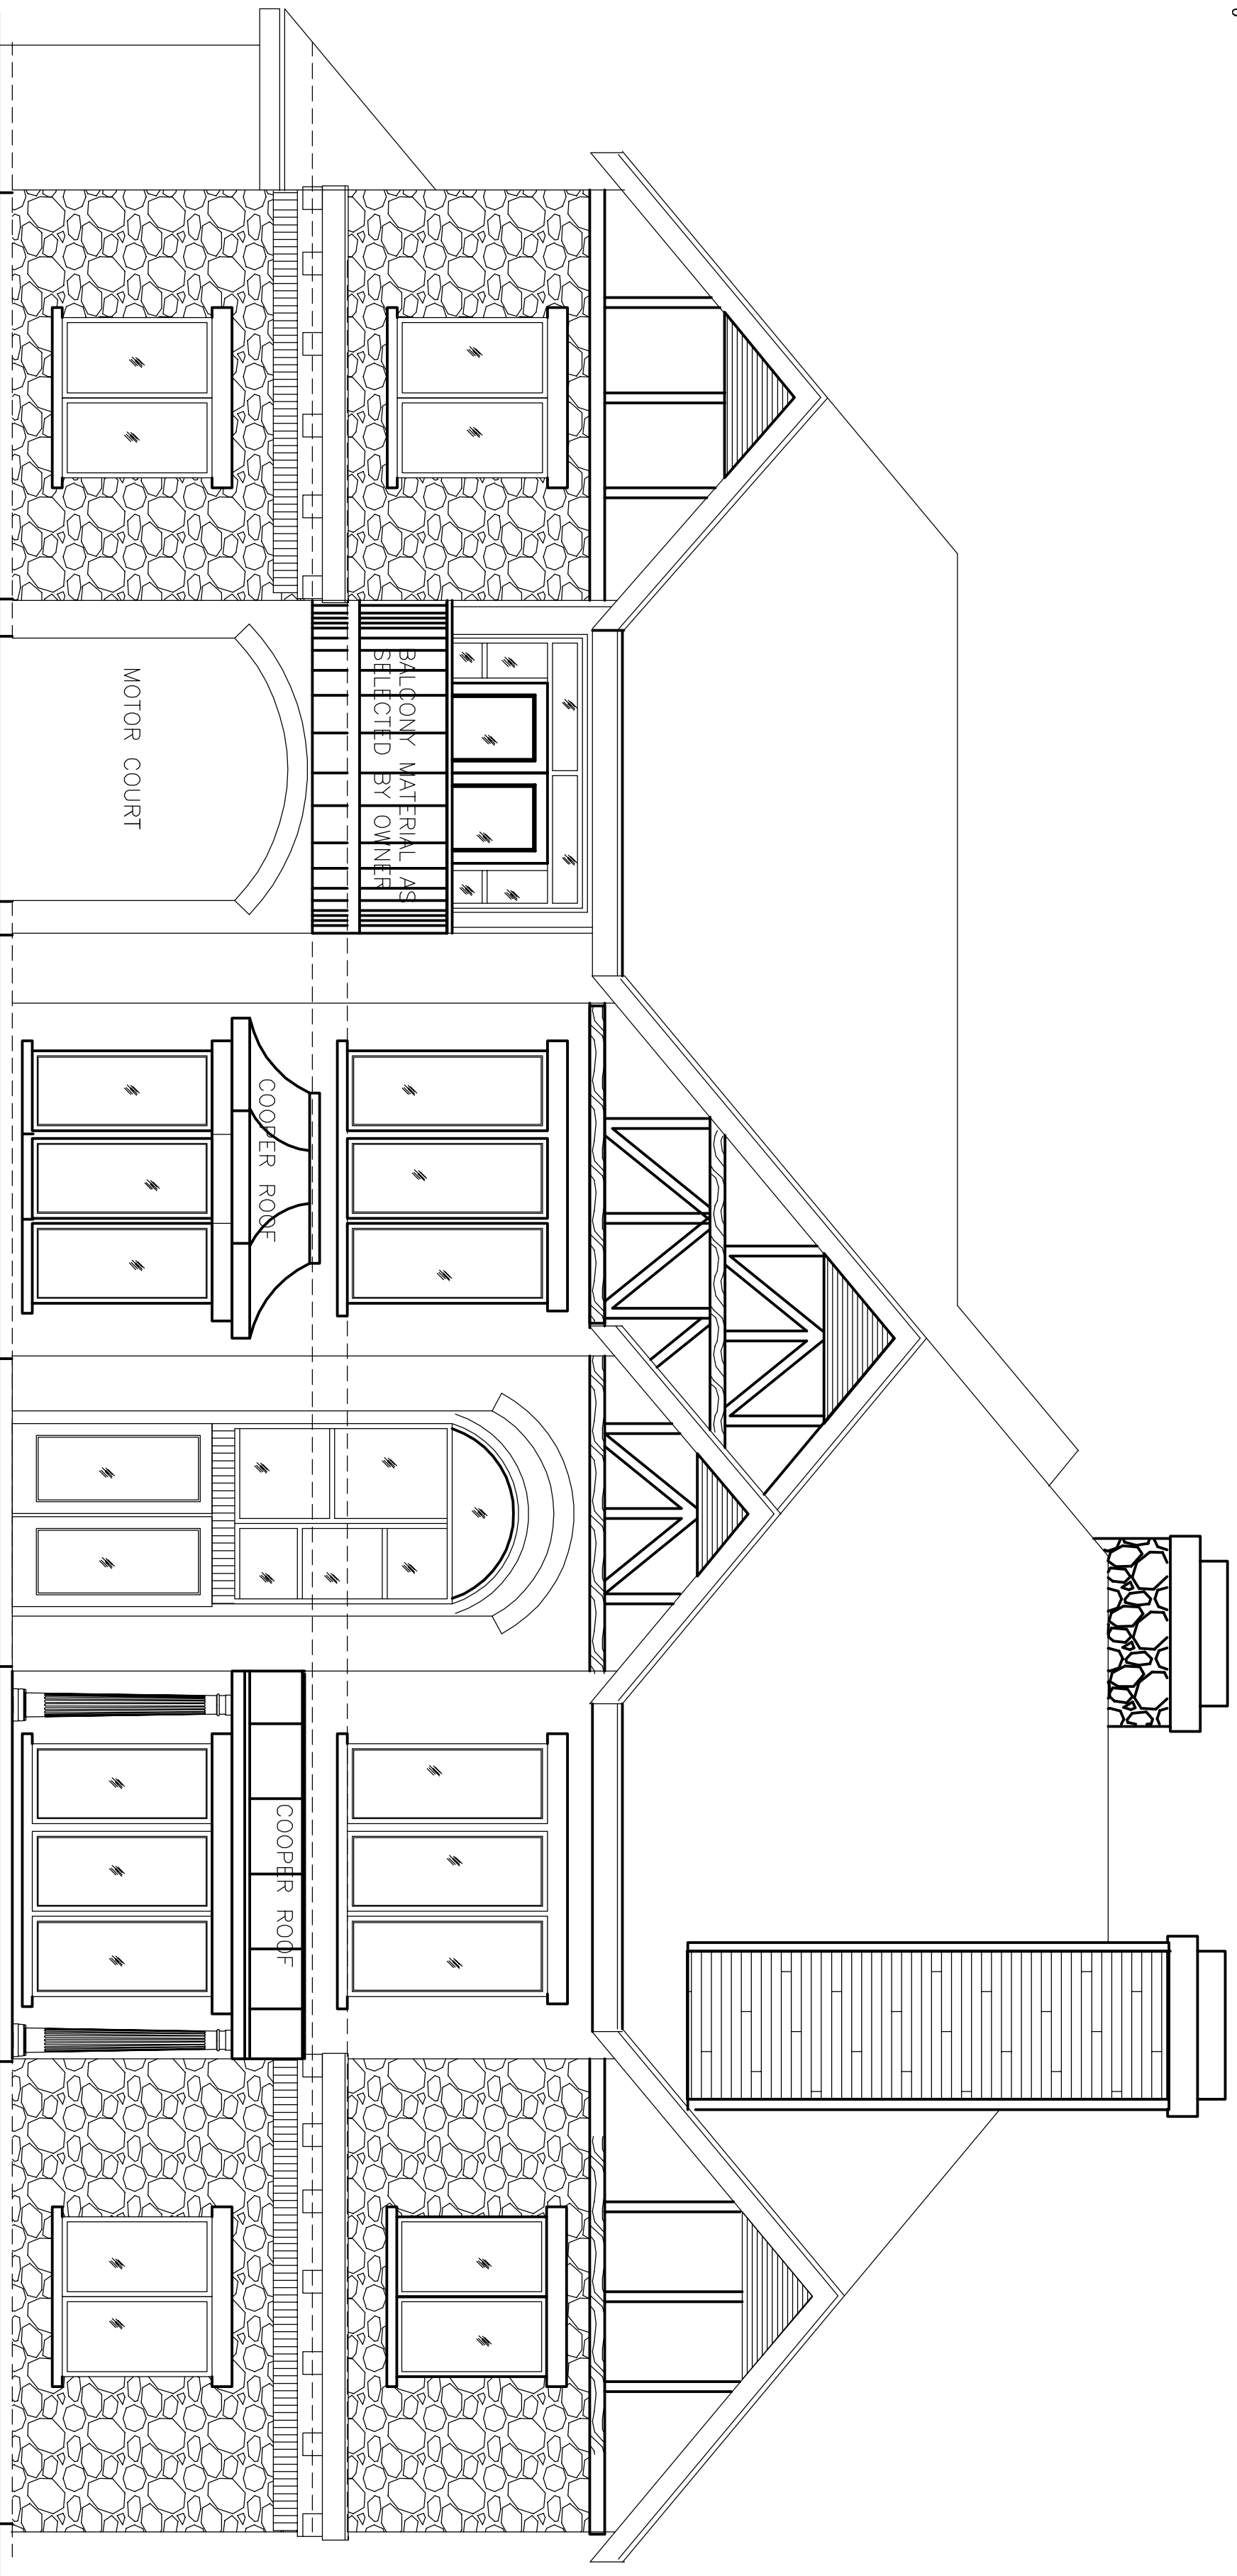 BALCONY MATERIAL AS
SELECTED BY OWNER
MOTOR COURT
COOPER ROOF
COOPER ROOF